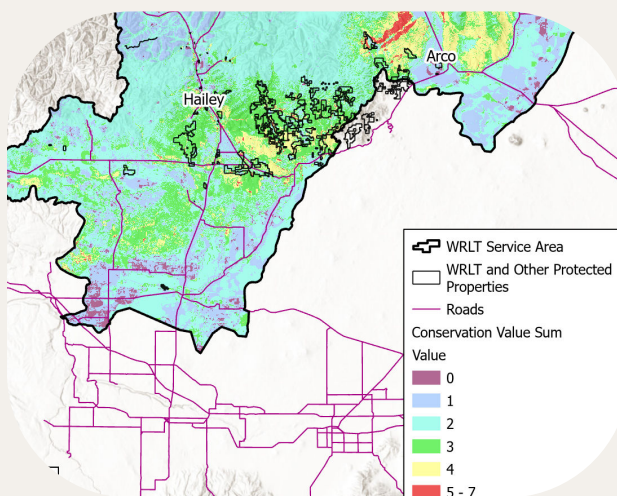 Arco
Hailey
WRLT Service Area
WRLT and Other Protected
Properties
Roads
Conservation Value Sum
Value
0
1
2
3
4
5 - 7